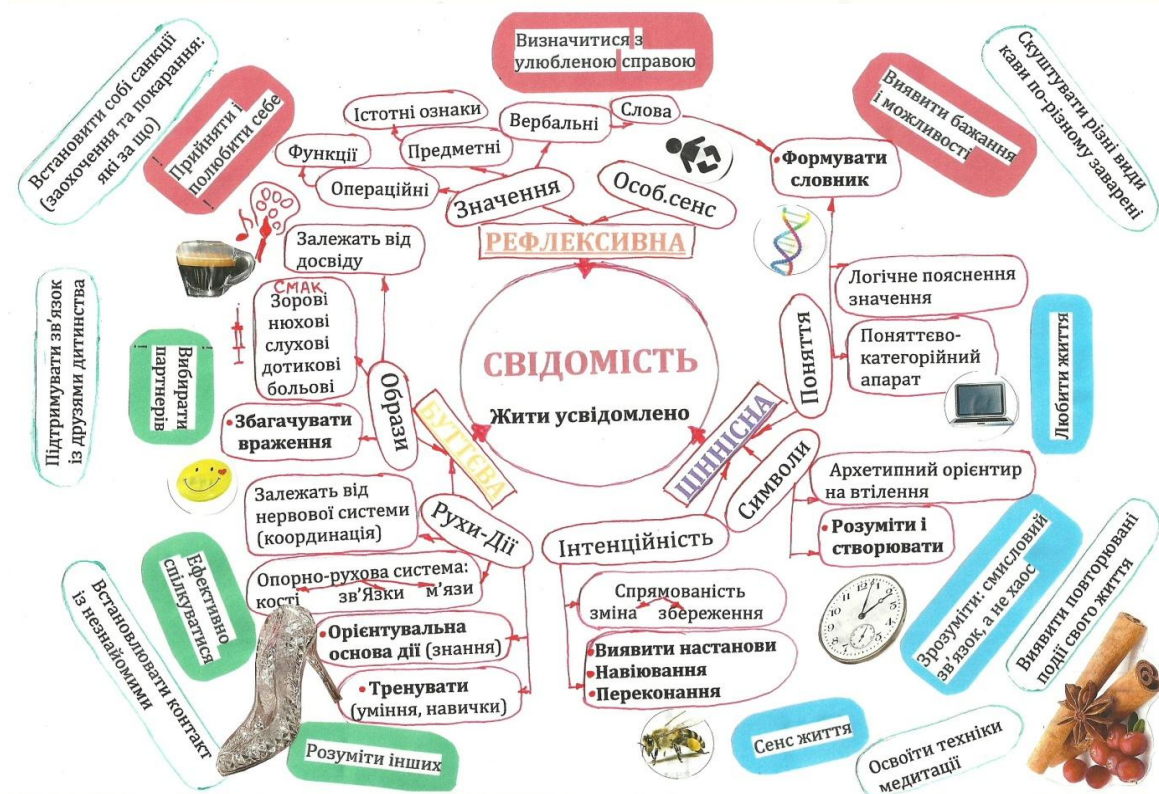 Визначитися з
улюбленою справою
Встановити собі санкції
(заохочення та покарання:
які за що)
Прийняти і
полюбити себе
!
Істотні ознаки
Функції
Предметні
Операційні
Вербальні
Слова
Значення
Особ.сенс
РЕФЛЕКСИВНА
• Формувати
словник
Виявити бажання
і можливості
Скуштувати різні види
кави по-різному заварені
Залежать від
досвіду
СМАК
Зорові
нюхові
слухові
дотикові
больові
• Збагачувати
враження
Образи
БУТТЄВА
СВІДОМІСТЬ
Жити усвідомлено
ЦІННІСНА
Поняття
Логічне пояснення
значення
Поняттєво-
категорійний
апарат
Любити життя
Підтримувати зв’язок
із друзями дитинства
Вибирати
партнерів
!
Символи
Архетипний орієнтир
на втілення
• Розуміти і
створювати
Залежать від
нервової системи
(координація)
Рухи-Дії
Опорно-рухова система:
кості зв’Язки м’язи
• Орієнтувальна
основа дії (знання)
• Тренувати
(уміння, навички)
Інтенційність
Спрямованість
зміна збереження
• Виявити настанови
• Навіювання
• Переконання
Ефективно
спілкуватися
Встановлювати контакт
із незнайомими
Розуміти інших
Сенс життя
Освоїти техніки
медитації
Зрозуміти: смисловий
зв’язок, а не хаос
Виявити повторювані
події свого життя